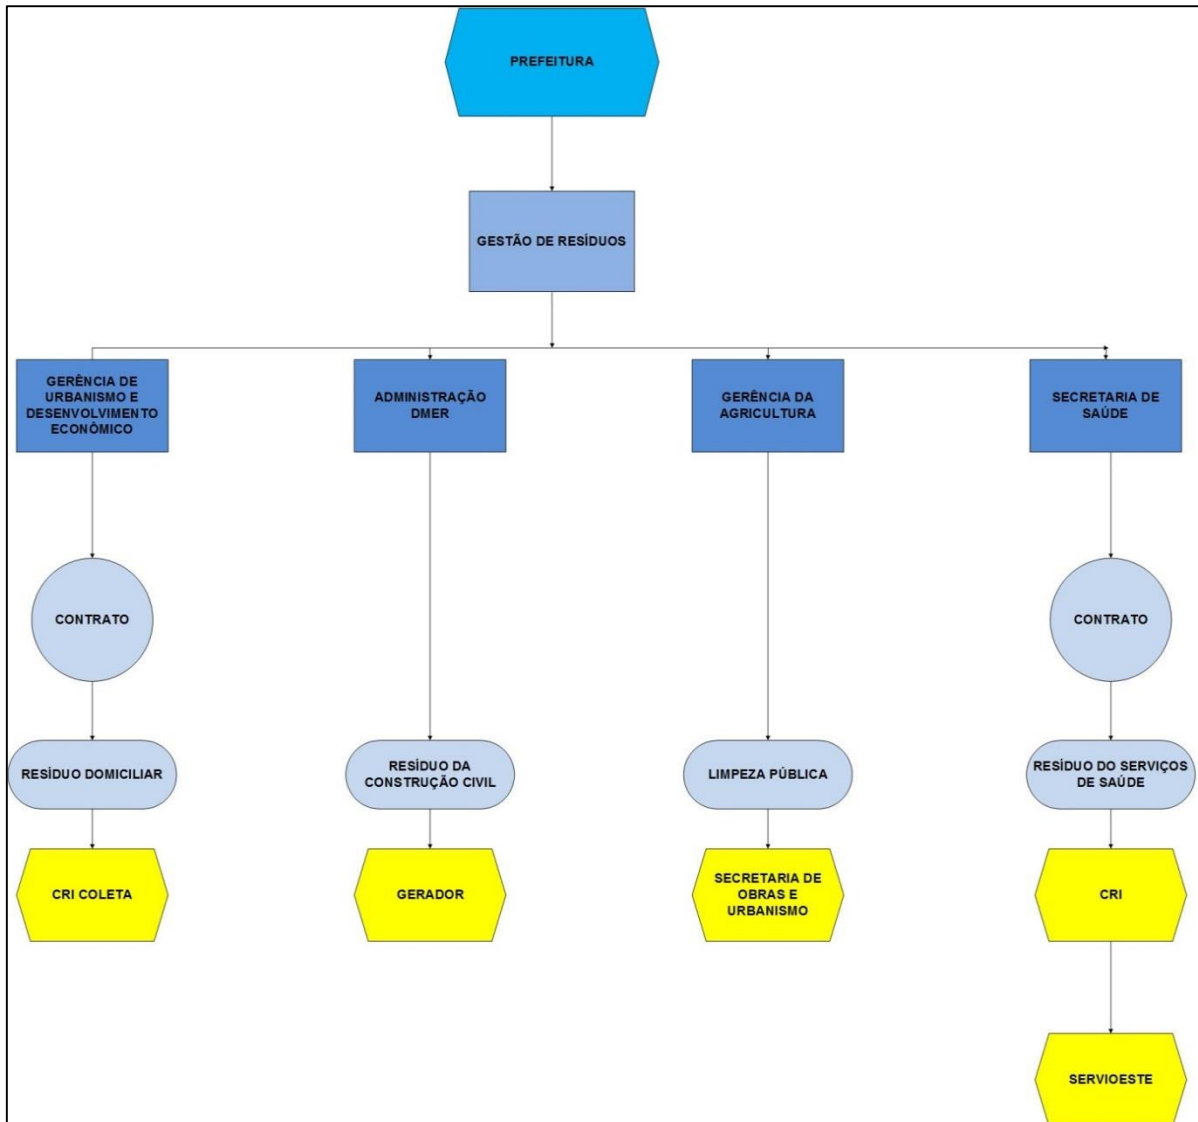 PREFEITURA
GESTÃO DE RESÍDUOS
GERÊNCIA DE
URBANISMO E
DESENVOLVIMENTO
ECONÔMICO
ADMINISTRAÇÃO
DMER
GERÊNCIA DA
AGRICULTURA
SECRETARIA DE
SAÚDE
CONTRATO
CONTRATO
RESÍDUO DOMICILIAR
RESÍDUO DA
CONSTRUÇÃO CIVIL
LIMPEZA PÚBLICA
RESÍDUO DO SERVIÇOS
DE SAÚDE
CRI COLETA
GERADOR
SECRETARIA DE
OBRAS E
URBANISMO
CRI
SERVIOESTE